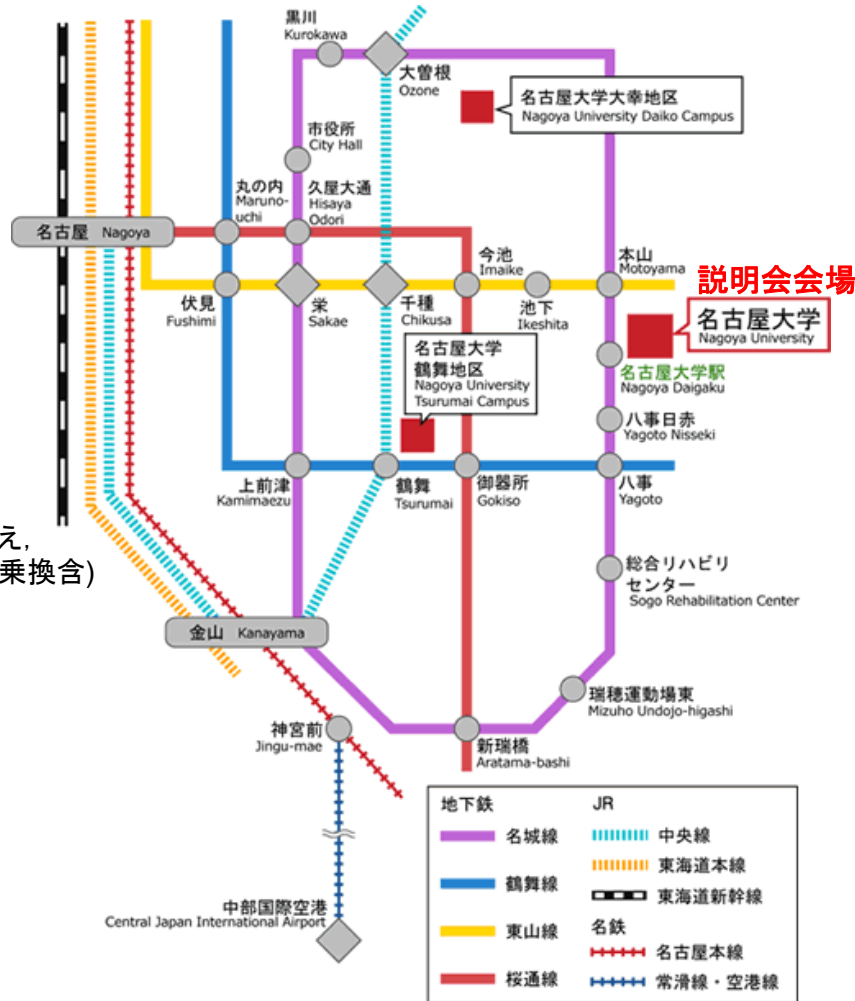 黒川
Kurokawa
大曽根
Ozone
名古屋大学大幸地区
Nagoya University Daiko Campus
市役所
City Hall
丸の内
Maruno-
uchi
久屋大通
Hisaya
Odori
名古屋 Nagoya
今池
Imaike
本山
Motoyama
説明会会場
伏見
Fushimi
栄
Sakae
千種
Chikusa
池下
Ikeshita
名古屋大学
Nagoya University
名古屋大学
鶴舞地区
Nagoya University
Tsurumai Campus
名古屋大学駅
Nagoya Daigaku
八事日赤
Yagoto Nisseki
上前津
Kamimaezu
鶴舞
Tsurumai
御器所
Gokiso
八事
Yagoto
え,
乗換含)
総合リハビリ
センター
Sogo Rehabilitation Center
金山 Kanayama
瑞穂運動場東
Mizuho Undojo-higashi
神宮前
Jingu-mae
新瑞橋
Aratama-bashi
中部国際空港
Central Japan International Airport
地下鉄
名城線
鶴舞線
東山線
桜通線
JR
中央線
東海道本線
東海道新幹線
名鉄
名古屋本線
常滑線・空港線